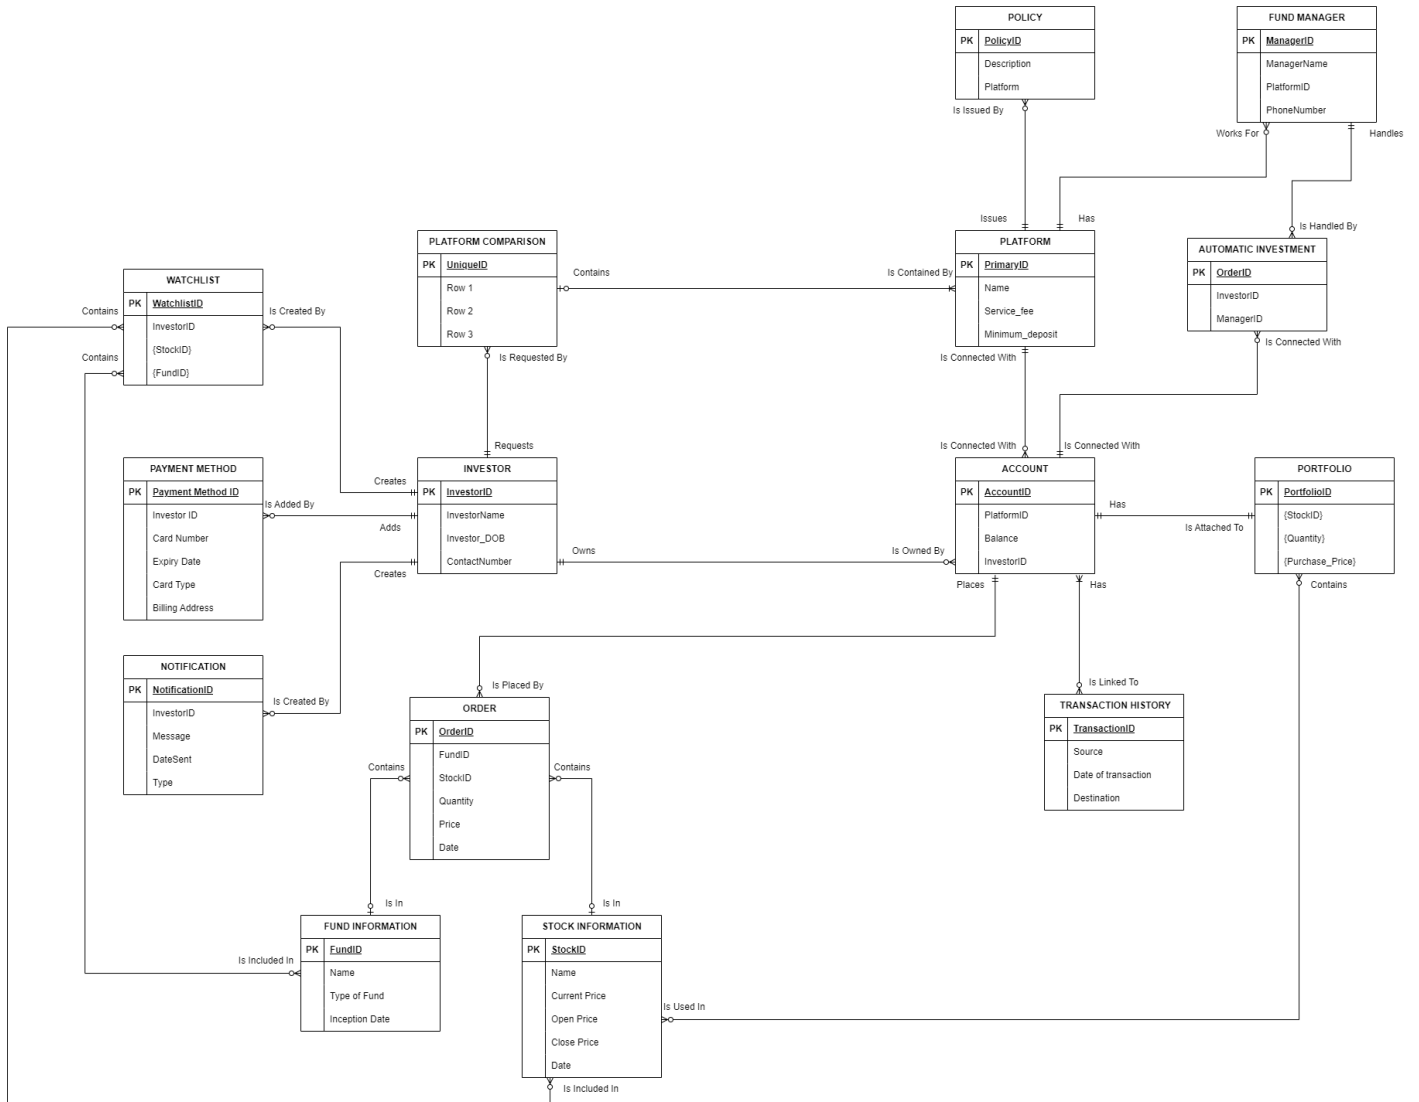 POLICY
PK PolicyID
Description
Platform
Is Issued By
FUND MANAGER
PK ManagerID
ManagerName
PlatformID
PhoneNumber
Works For
Handles
Issues
Has
Is Handled By
PLATFORM COMPARISON
PK UniqueID
Row 1
Row 2
Row 3
Contains
Is Contained By
PLATFORM
PK PrimaryID
Name
Service_fee
Minimum_deposit
AUTOMATIC INVESTMENT
PK OrderID
InvestorID
ManagerID
WATCHLIST
PK WatchlistID
InvestorID
{StockID}
{FundID}
Contains
Contains
Is Created By
Is Requested By
Is Connected With
Is Connected With
Requests
Is Connected With
Is Connected With
PAYMENT METHOD
PK Payment Method ID
Investor ID
Card Number
Expiry Date
Card Type
Billing Address
Creates
Is Added By
Adds
Creates
INVESTOR
PK InvestorID
InvestorName
Investor_DOB
ContactNumber
Owns
Is Owned By
ACCOUNT
PK AccountID
PlatformID
Balance
InvestorID
Has
Is Attached To
PORTFOLIO
PK PortfolioID
{StockID}
{Quantity}
{Purchase_Price}
Places
Has
Contains
NOTIFICATION
PK NotificationID
InvestorID
Message
DateSent
Type
Is Created By
Is Placed By
Is Linked To
ORDER
PK OrderID
FundID
StockID
Quantity
Price
Date
Contains
Contains
TRANSACTION HISTORY
PK TransactionID
Source
Date of transaction
Destination
Is In
Is In
FUND INFORMATION
PK FundID
Name
Type of Fund
Inception Date
Is Included In
STOCK INFORMATION
PK StockID
Name
Current Price
Open Price
Close Price
Date
Is Used In
Is Included In